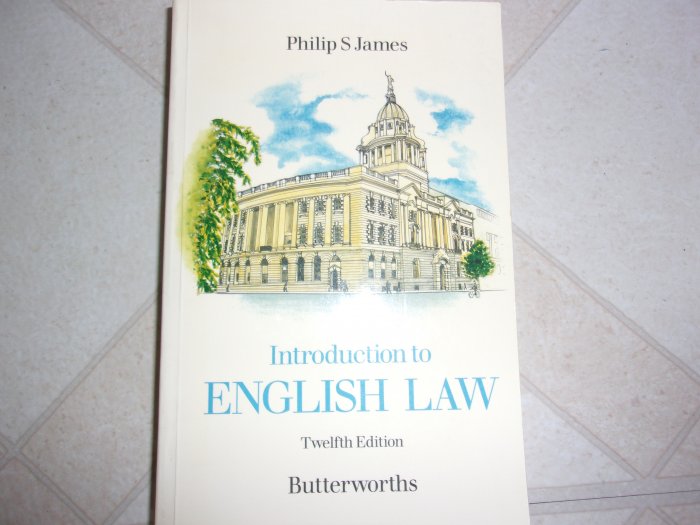 Philip S James
Introduction to
ENGLISH LAW
Twelfth Edition
Butterworths